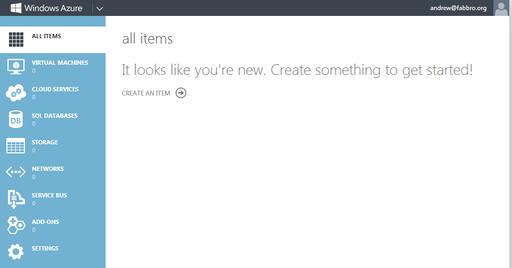 Windows Azure
andrew@fabbro.org
ALL ITEMS
VIRTUAL MACHINES
0
CLOUD SERVICES
0
SQL DATABASES
0
DB
STORAGE
0
NETWORKS
0
SERVICE BUS
0
ADD-ONS
0
SETTINGS
all items
It looks like you're new. Create something to get started!
CREATE AN ITEM